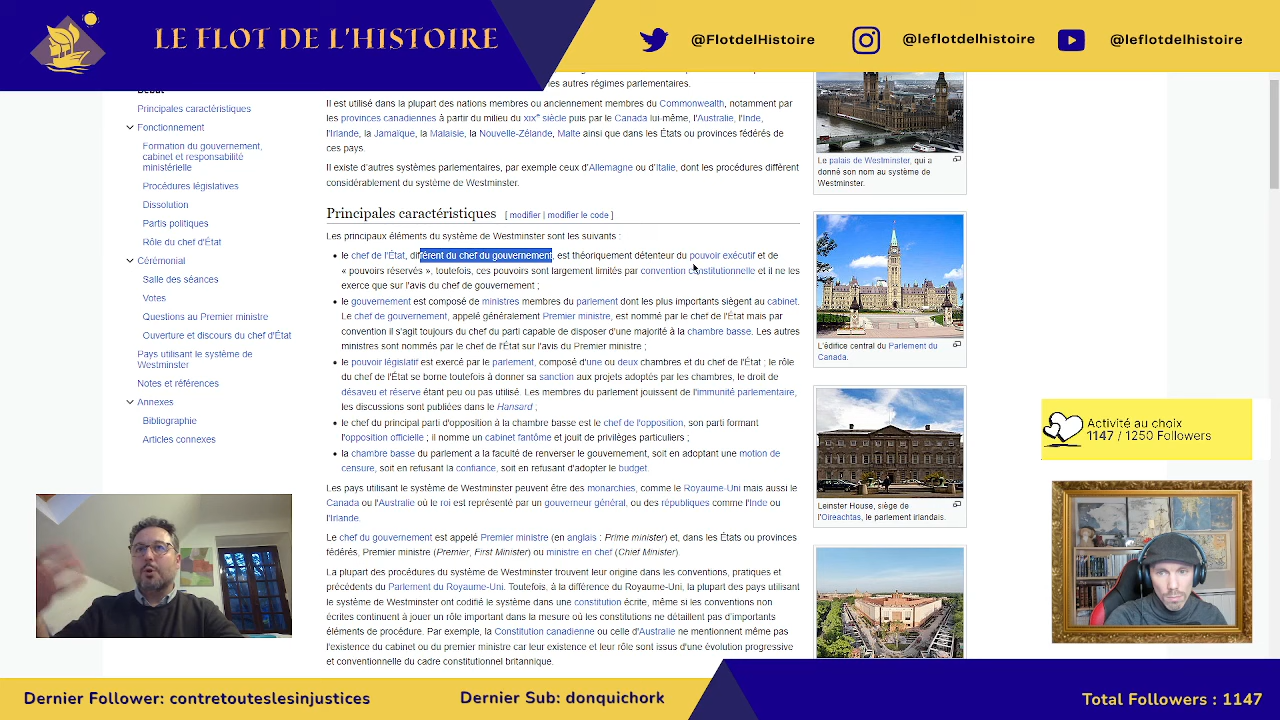 LE FLOT DE L'HISTOIRE
@FlotdelHistoire
@leflotdelhistoire
@leflotdelhistoire
Début
Principales caractéristiques
Fonctionnement
Formation du gouvernement,
cabinet et responsabilité
ministérielle
Procédures législatives
Dissolution
Partis politiques
Rôle du chef d'État
Cérémonial
Salle des séances
Votes
Questions au Premier ministre
Ouverture et discours du chef d'État
Pays utilisant le système de
Westminster
Notes et références
Annexes
Bibliographie
Articles connexes
les autres régimes parlementaires.
Il est utilisé dans la plupart des nations membres ou anciennement membres du Commonwealth, notamment par
les provinces canadiennes à partir du milieu du XIXe siècle puis par le Canada lui-même, l'Australie, l'Inde,
l'Irlande, la Jamaïque, la Malaisie, la Nouvelle-Zélande, Malte ainsi que dans les États ou provinces fédérés de
ces pays.
Il existe d'autres systèmes parlementaires, par exemple ceux d'Allemagne ou d'Italie, dont les procédures diffèrent
considérablement du système de Westminster.
Principales caractéristiques [ modifier | modifier le code ]
Les principaux éléments du système de Westminster sont les suivants :
• le chef de l'État, différent du chef du gouvernement, est théoriquement détenteur du pouvoir exécutif et de
« pouvoirs réservés », toutefois, ces pouvoirs sont largement limités par convention constitutionnelle et il ne les
exerce que sur l'avis du chef du gouvernement ;
• le gouvernement est composé de ministres membres du parlement dont les plus importants siègent au cabinet.
Le chef de gouvernement, appelé généralement Premier ministre, est nommé par le chef de l'État mais par
convention il s'agit toujours du chef du parti capable de disposer d'une majorité à la chambre basse. Les autres
ministres sont nommés par le chef de l'État sur l'avis du Premier ministre ;
• le pouvoir législatif est exercé par le parlement, composé d'une ou deux chambres et du chef de l'État ; le rôle
du chef de l'État se borne toutefois à donner sa sanction aux projets adoptés par les chambres, le droit de
désaveu et réserve étant peu ou pas utilisé. Les membres du parlement jouissent de l'immunité parlementaire,
les discussions sont publiées dans le Hansard ;
• le chef du principal parti d'opposition à la chambre basse est le chef de l'opposition, son parti formant
l'opposition officielle ; il nomme un cabinet fantôme et jouit de privilèges particuliers ;
• la chambre basse du parlement a la faculté de renverser le gouvernement, soit en adoptant une motion de
censure, soit en refusant la confiance, soit en refusant d'adopter le budget.
Les pays utilisant le système de Westminster peuvent être des monarchies, comme le Royaume-Uni mais aussi le
Canada ou l'Australie où le roi est représenté par un gouverneur général, ou des républiques comme l'Inde ou
l'Irlande.
Le chef du gouvernement est appelé Premier ministre (en anglais : Prime minister) et, dans les États ou provinces
fédérés, Premier ministre (Premier, First Minister) ou ministre en chef (Chief Minister).
La plupart des procédures du système de Westminster trouvent leur origine dans les conventions, pratiques et
précédents du Parlement du Royaume-Uni. Toutefois, à la différence du Royaume-Uni, la plupart des pays utilisant
le système de Westminster ont codifié le système dans une constitution écrite, même si les conventions non
écrites continuent à jouer un rôle important dans la mesure où les constitutions ne détaillent pas d'importants
éléments de procédure. Par exemple, la Constitution canadienne ou celle d'Australie ne mentionnent même pas
l'existence du cabinet ou du premier ministre car leur existence et leur rôle sont issus d'une évolution progressive
et conventionnelle du cadre constitutionnel britannique.
Le palais de Westminster, qui a
donné son nom au système de
Westminster.
L'édifice central du Parlement du
Canada.
Leinster House, siège de
l'Oireachtas, le parlement irlandais.
Activité au choix
1147 / 1250 Followers
Dernier Follower: contretouteslesinjustices
Dernier Sub: donquichork
Total Followers : 1147